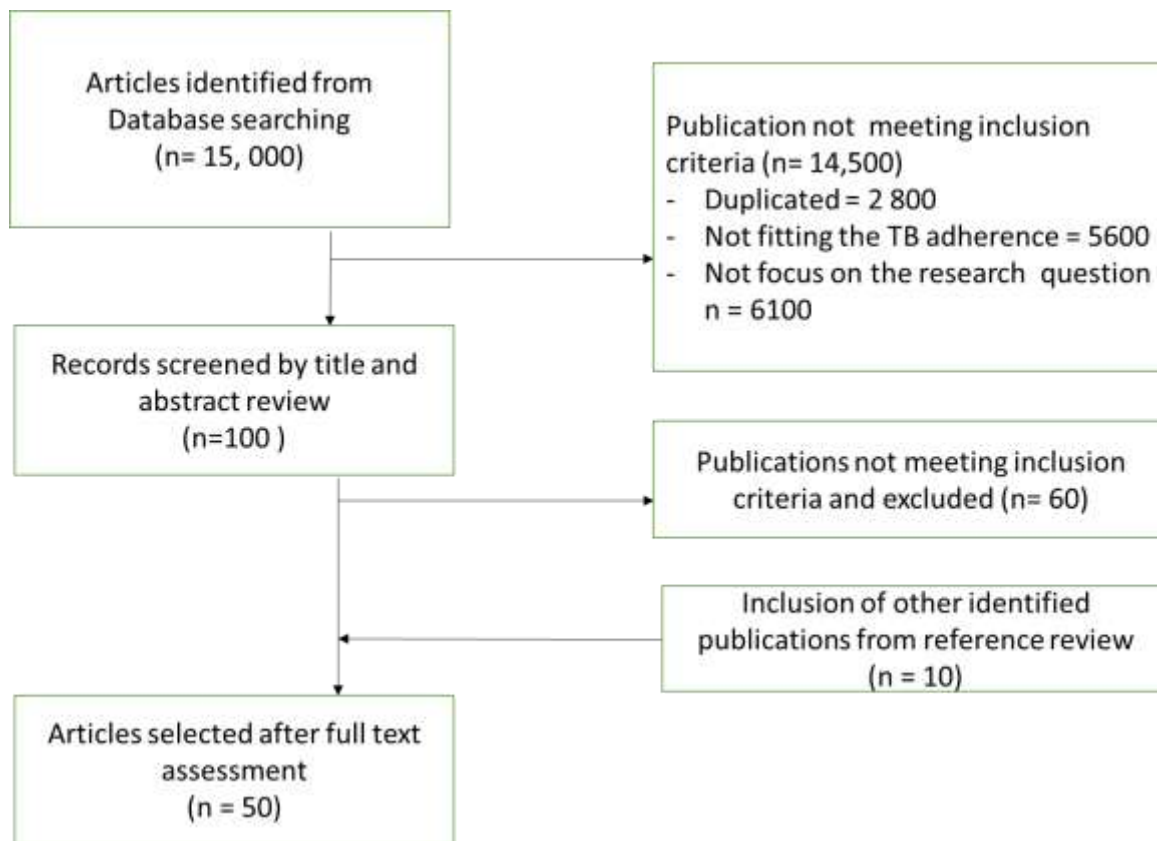 Articles identified from
Database searching
(n= 15, 000)
Publication not meeting inclusion
criteria (n= 14,500)
- Duplicated = 2 800
- Not fitting the TB adherence = 5600
- Not focus on the research question
n = 6100
Records screened by title and
abstract review
(n=100 )
Publications not meeting inclusion
criteria and excluded (n= 60)
Inclusion of other identified
publications from reference review
(n = 10)
Articles selected after full text
assessment
(n = 50)